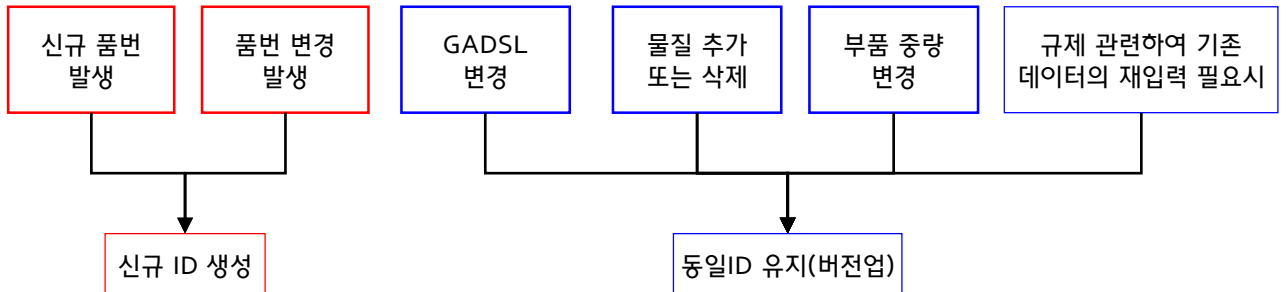 신규 품번
발생
품번 변경
발생
GADSL
변경
물질 추가
또는 삭제
부품 중량
변경
규제 관련하여 기존
데이터의 재입력 필요시
신규 ID 생성
동일ID 유지(버전업)